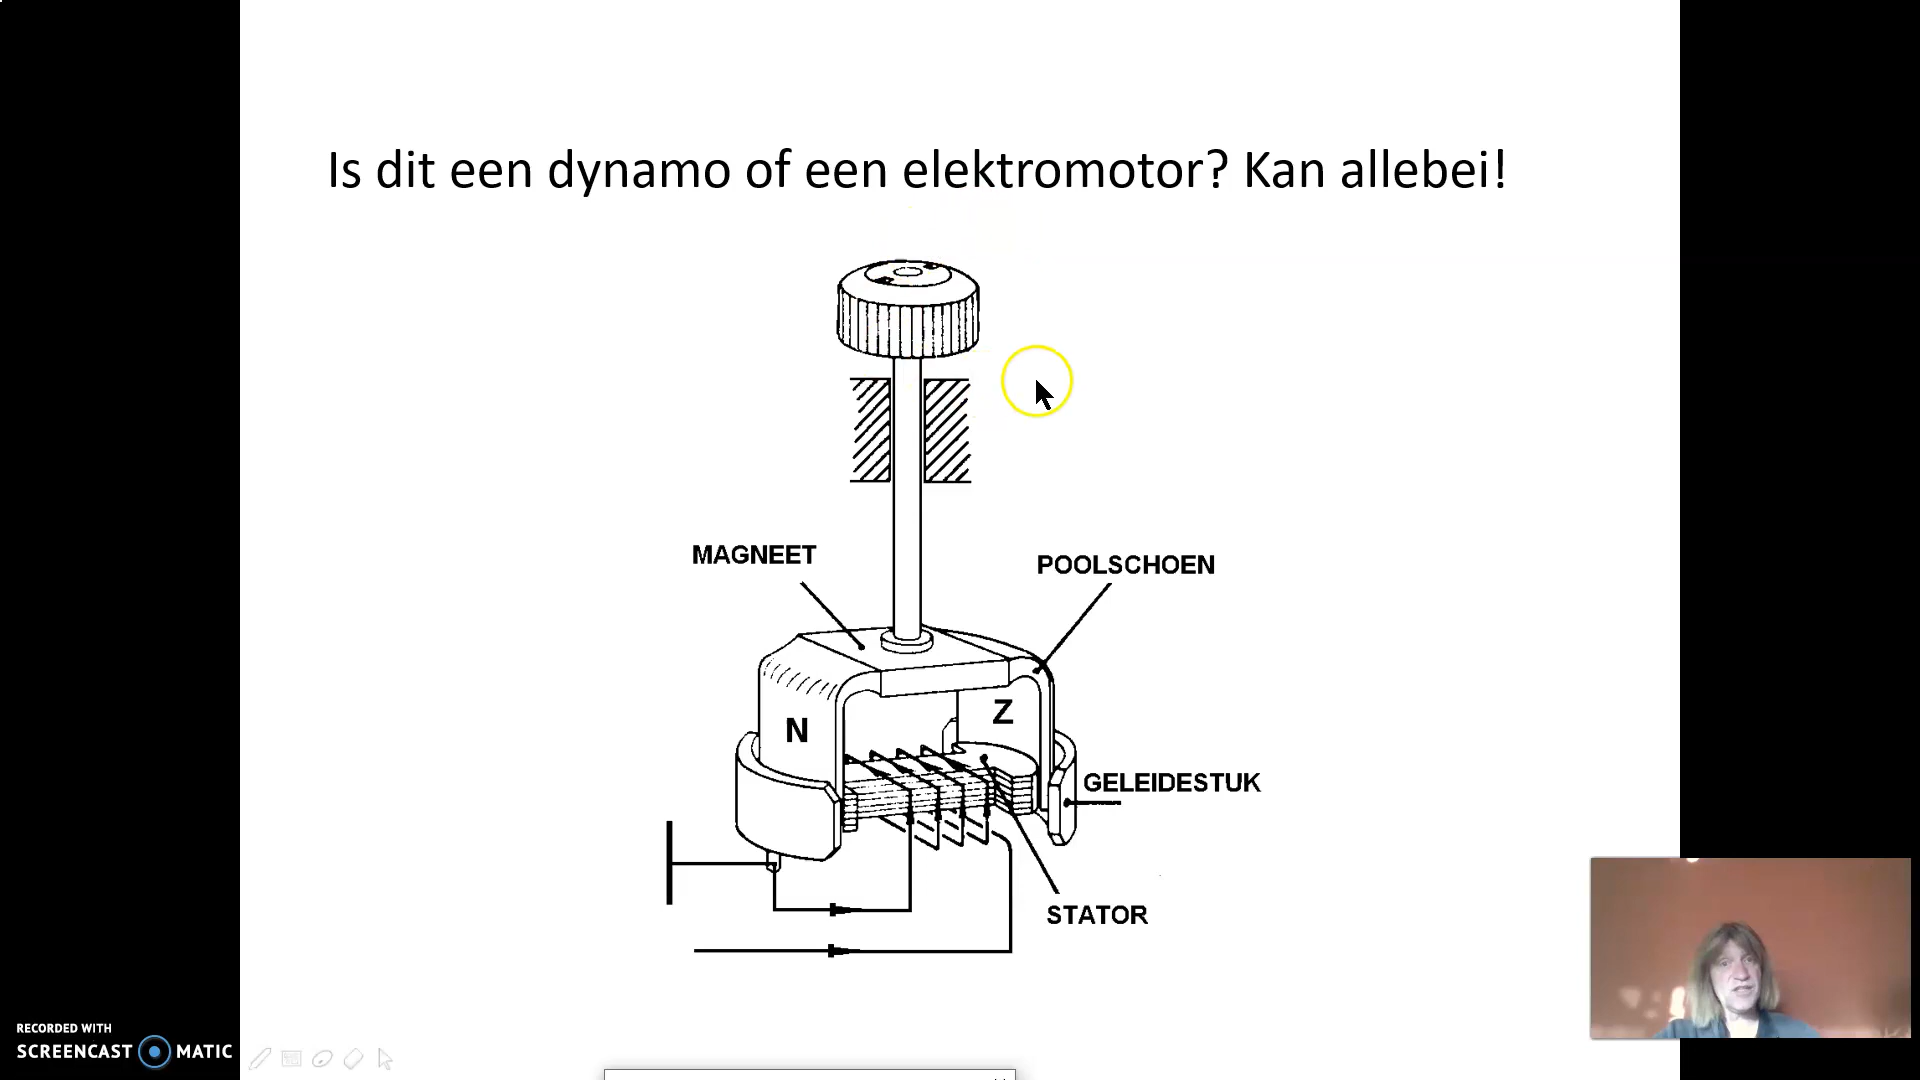 Is dit een dynamo of een elektromotor? Kan allebei!
MAGNEET
POOLSCHOEN
N
Z
GELEIDESTUK
STATOR
RECORDED WITH
SCREENCAST MATIC